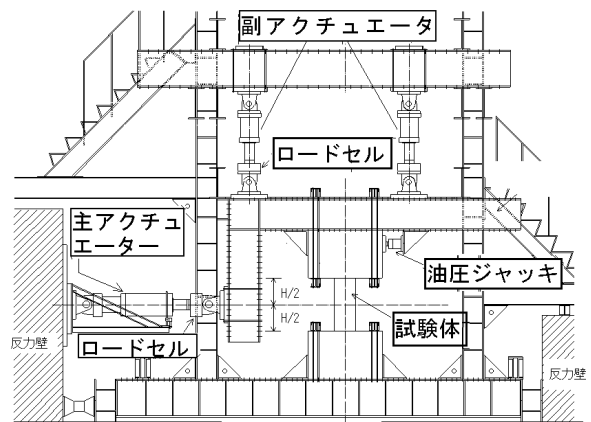 副アクチュエータ
ロードセル
主アクチュ
エーター
油圧ジャッキ
H/2
H/2
試験体
ロードセル
反力壁
反力壁